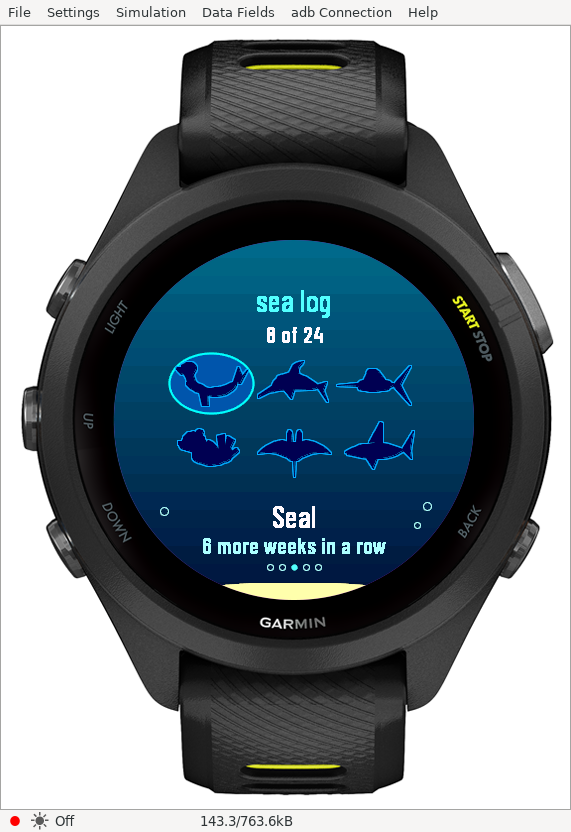 File Settings Simulation Data Fields adb Connection Help
sea log
8 of 24
START STOP
LIGHT
UP
DOWN
BACK
Seal
6 more weeks in a row
GARMIN
Off 143.3/763.6kB